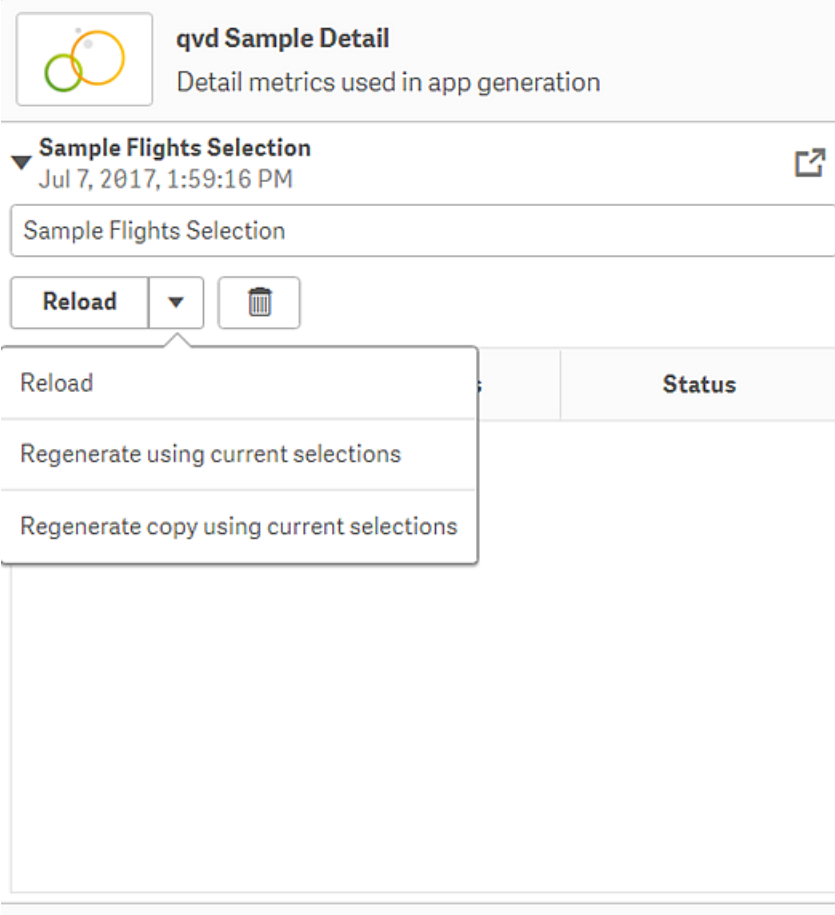 qvd Sample Detail
Detail metrics used in app generation
Sample Flights Selection
Jul 7, 2017, 1:59:16 PM
Sample Flights Selection
Reload
Reload
Status
Regenerate using current selections
Regenerate copy using current selections